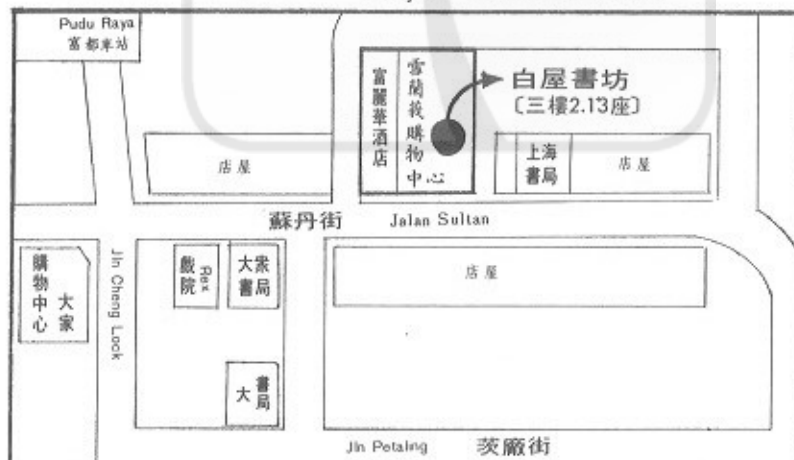 Pudu Raya
富都車站
富麗華酒店
雪蘭莪購物中心
白屋書坊
〔三樓2.13座〕
店屋
上海
書局
店屋
蘇丹街 Jalan Sultan
大家
購物中心
Jln Cheng Lock
Rex
戲院
大眾
書局
店屋
大書局
Jln Petaling 茨廠街